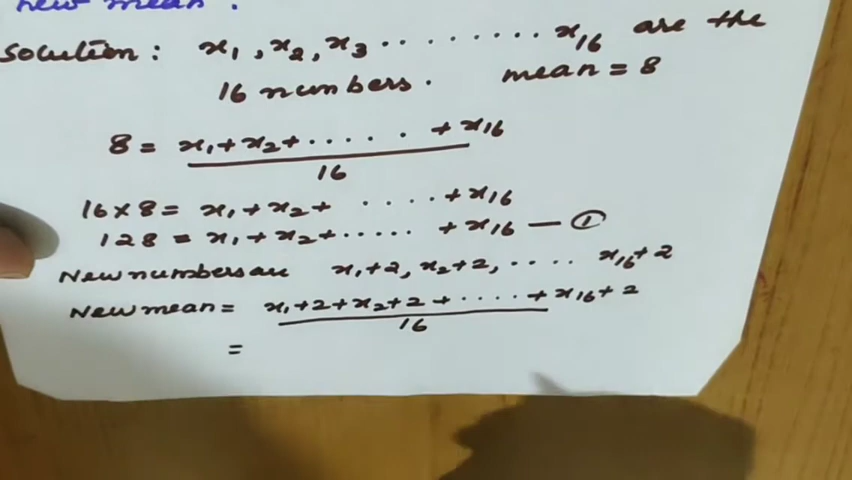 new mean.
Solution: x₁, x₂, x₃ ......... x₁₆ are the
16 numbers. mean = 8
8 = x₁+x₂+ ...... + x₁₆
16
16×8 = x₁+x₂+ ..... + x₁₆
128 = x₁+x₂+ ..... + x₁₆ — ①
New numbers are x₁+2, x₂+2, ..... x₁₆+2
New mean = x₁+2+x₂+2+ ..... + x₁₆+2
16
=